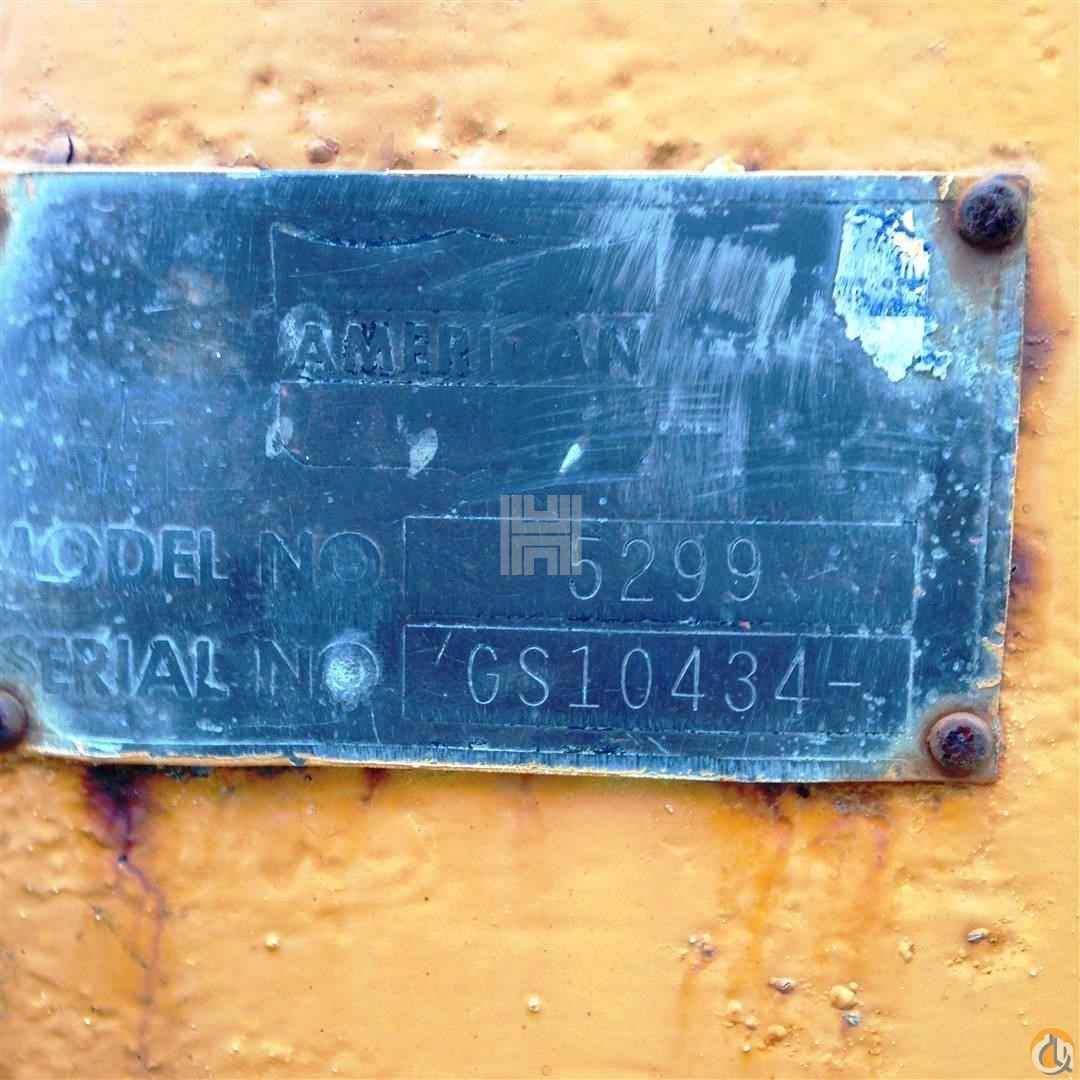 AMERICAN
MODEL NO 5299
SERIAL NO GS10434-